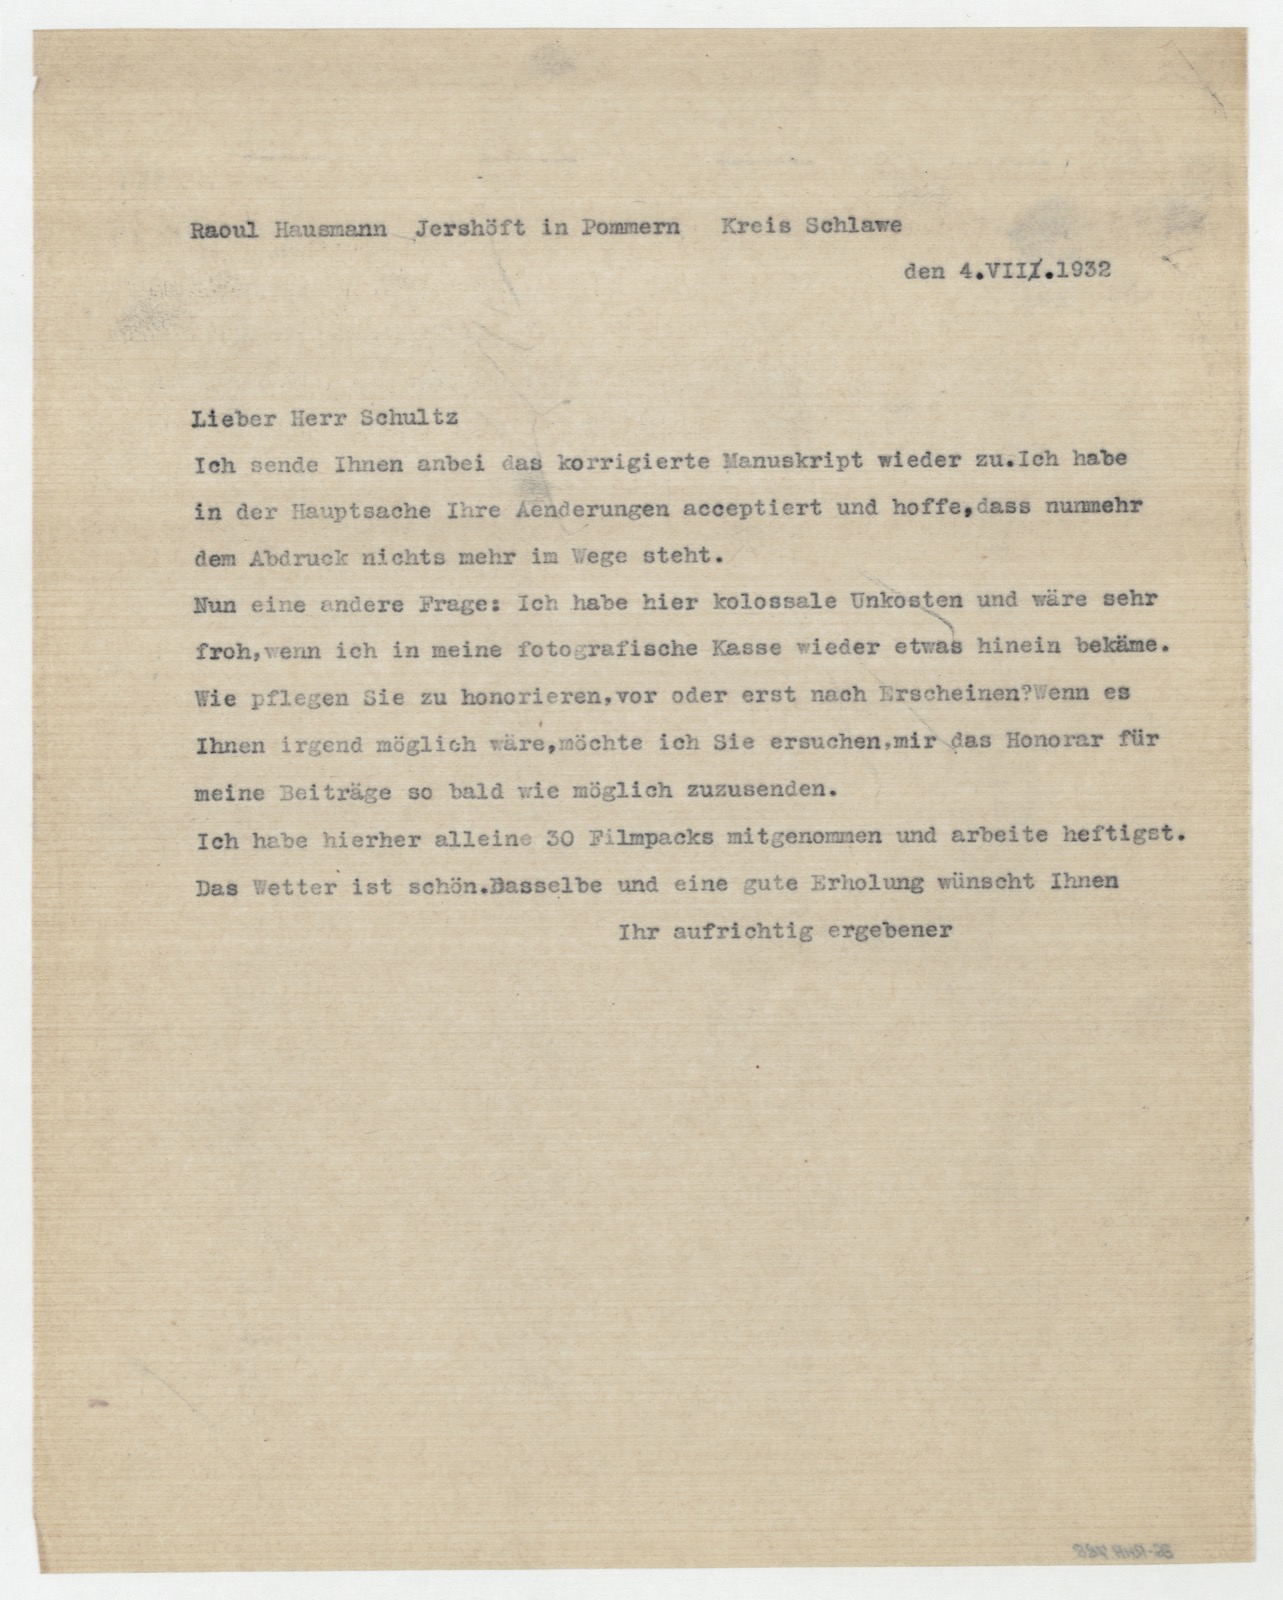 Raoul Hausmann Jershöft in Pommern Kreis Schlawe
den 4.VIII.1932
Lieber Herr Schultz
Ich sende Ihnen anbei das korrigierte Manuskript wieder zu.Ich habe
in der Hauptsache Ihre Aenderungen acceptiert und hoffe,dass nunmehr
dem Abdruck nichts mehr im Wege steht.
Nun eine andere Frage: Ich habe hier kolossale Unkosten und wäre sehr
froh,wenn ich in meine fotografische Kasse wieder etwas hinein bekäme.
Wie pflegen Sie zu honorieren,vor oder erst nach Erscheinen?Wenn es
Ihnen irgend möglich wäre,möchte ich Sie ersuchen,mir das Honorar für
meine Beiträge so bald wie möglich zuzusenden.
Ich habe hierher alleine 30 Filmpacks mitgenommen und arbeite heftigst.
Das Wetter ist schön.Dasselbe und eine gute Erholung wünscht Ihnen
Ihr aufrichtig ergebener